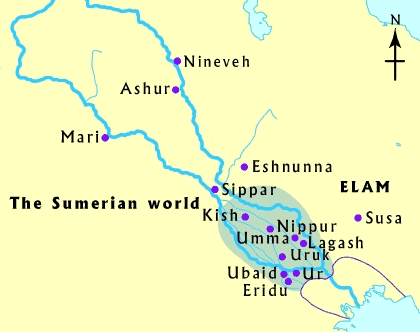 N
Nineveh
Ashur
Mari
Eshnunna
Sippar
ELAM
The Sumerian world
Kish
Susa
Nippur
Umma
Lagash
Uruk
Ubaid
Ur
Eridu